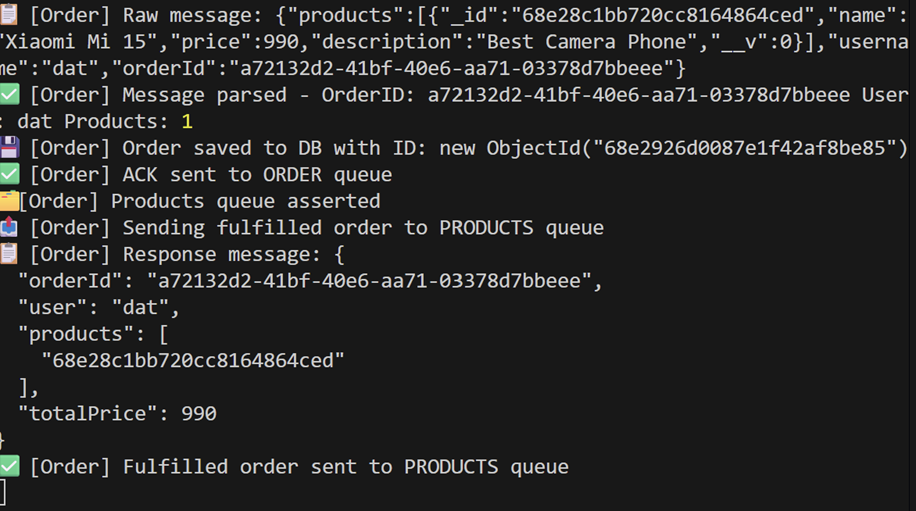 [Order] Raw message: {"products":[{"_id":"68e28c1bb720cc8164864ced","name":
"Xiaomi Mi 15","price":990,"description":"Best Camera Phone","__v":0}],"userna
me":"dat","orderId":"a72132d2-41bf-40e6-aa71-03378d7bbeee"}
[Order] Message parsed - OrderID: a72132d2-41bf-40e6-aa71-03378d7bbeee User
: dat Products: 1
[Order] Order saved to DB with ID: new ObjectId("68e2926d0087e1f42af8be85")
[Order] ACK sent to ORDER queue
[Order] Products queue asserted
[Order] Sending fulfilled order to PRODUCTS queue
[Order] Response message: {
  "orderId": "a72132d2-41bf-40e6-aa71-03378d7bbeee",
  "user": "dat",
  "products": [
    "68e28c1bb720cc8164864ced"
  ],
  "totalPrice": 990
}
[Order] Fulfilled order sent to PRODUCTS queue